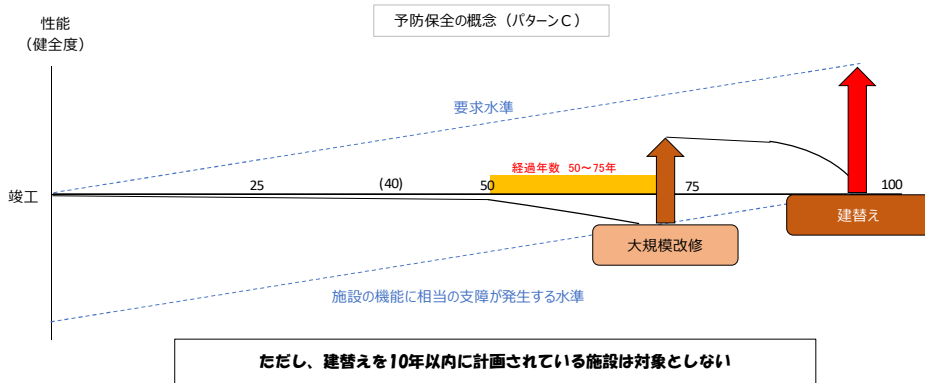 予防保全の概念（パターンC）
性能
（健全度）
要求水準
経過年数 50～75年
竣工
25
(40)
50
75
100
建替え
大規模改修
施設の機能に相当の支障が発生する水準
ただし、建替えを10年以内に計画されている施設は対象としない